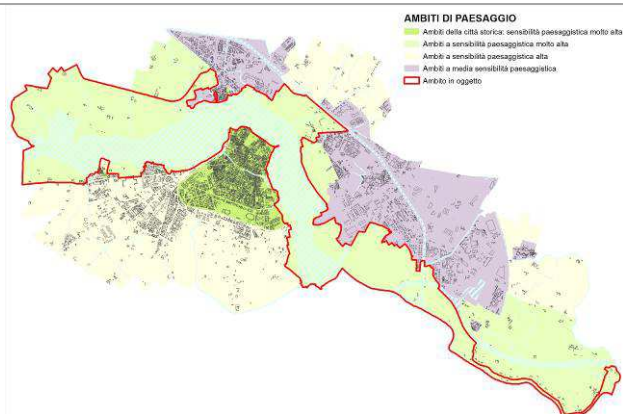 AMBITI DI PAESAGGIO
Ambiti della città storica: sensibilità paesaggistica molto alta
Ambiti a sensibilità paesaggistica molto alta
Ambiti a sensibilità paesaggistica alta
Ambiti a media sensibilità paesaggistica
Ambito in oggetto